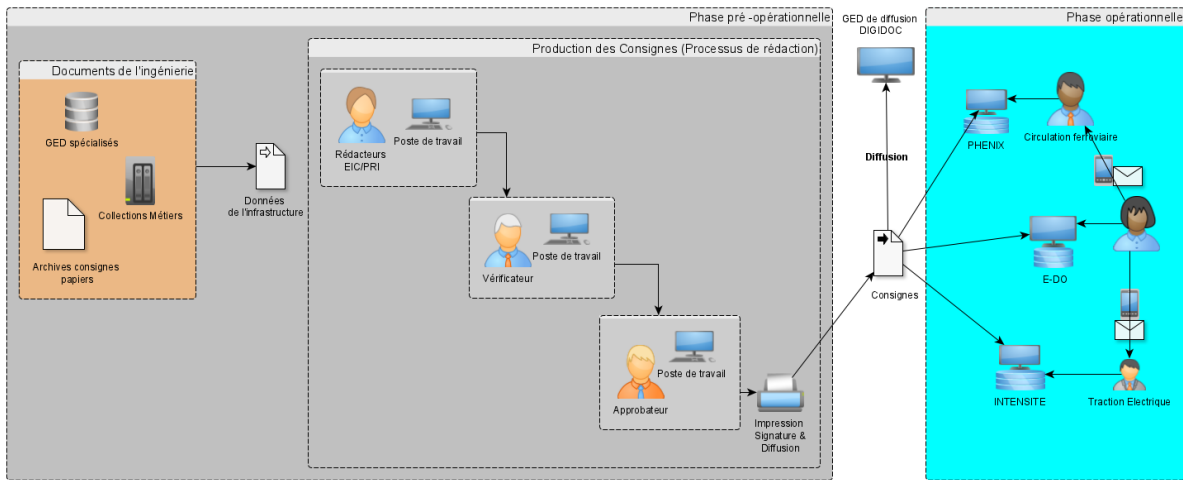 Phase pré -opérationnelle
Documents de l'ingénierie
GED spécialisés
Collections Métiers
Archives consignes
papiers
Données
de l'infrastructure
Production des Consignes (Processus de rédaction)
Rédacteurs
EIC/PRI
Poste de travail
Vérificateur
Poste de travail
Approbateur
Poste de travail
Impression
Signature &
Diffusion
GED de diffusion
DIGIDOC
Diffusion
Consignes
Phase opérationnelle
PHENIX
Circulation ferroviaire
E-DO
INTENSITE
Traction Electrique